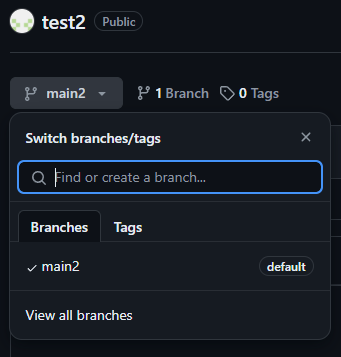 test2 Public
main2 1 Branch 0 Tags
Switch branches/tags
Find or create a branch...
Branches Tags
main2 default
View all branches